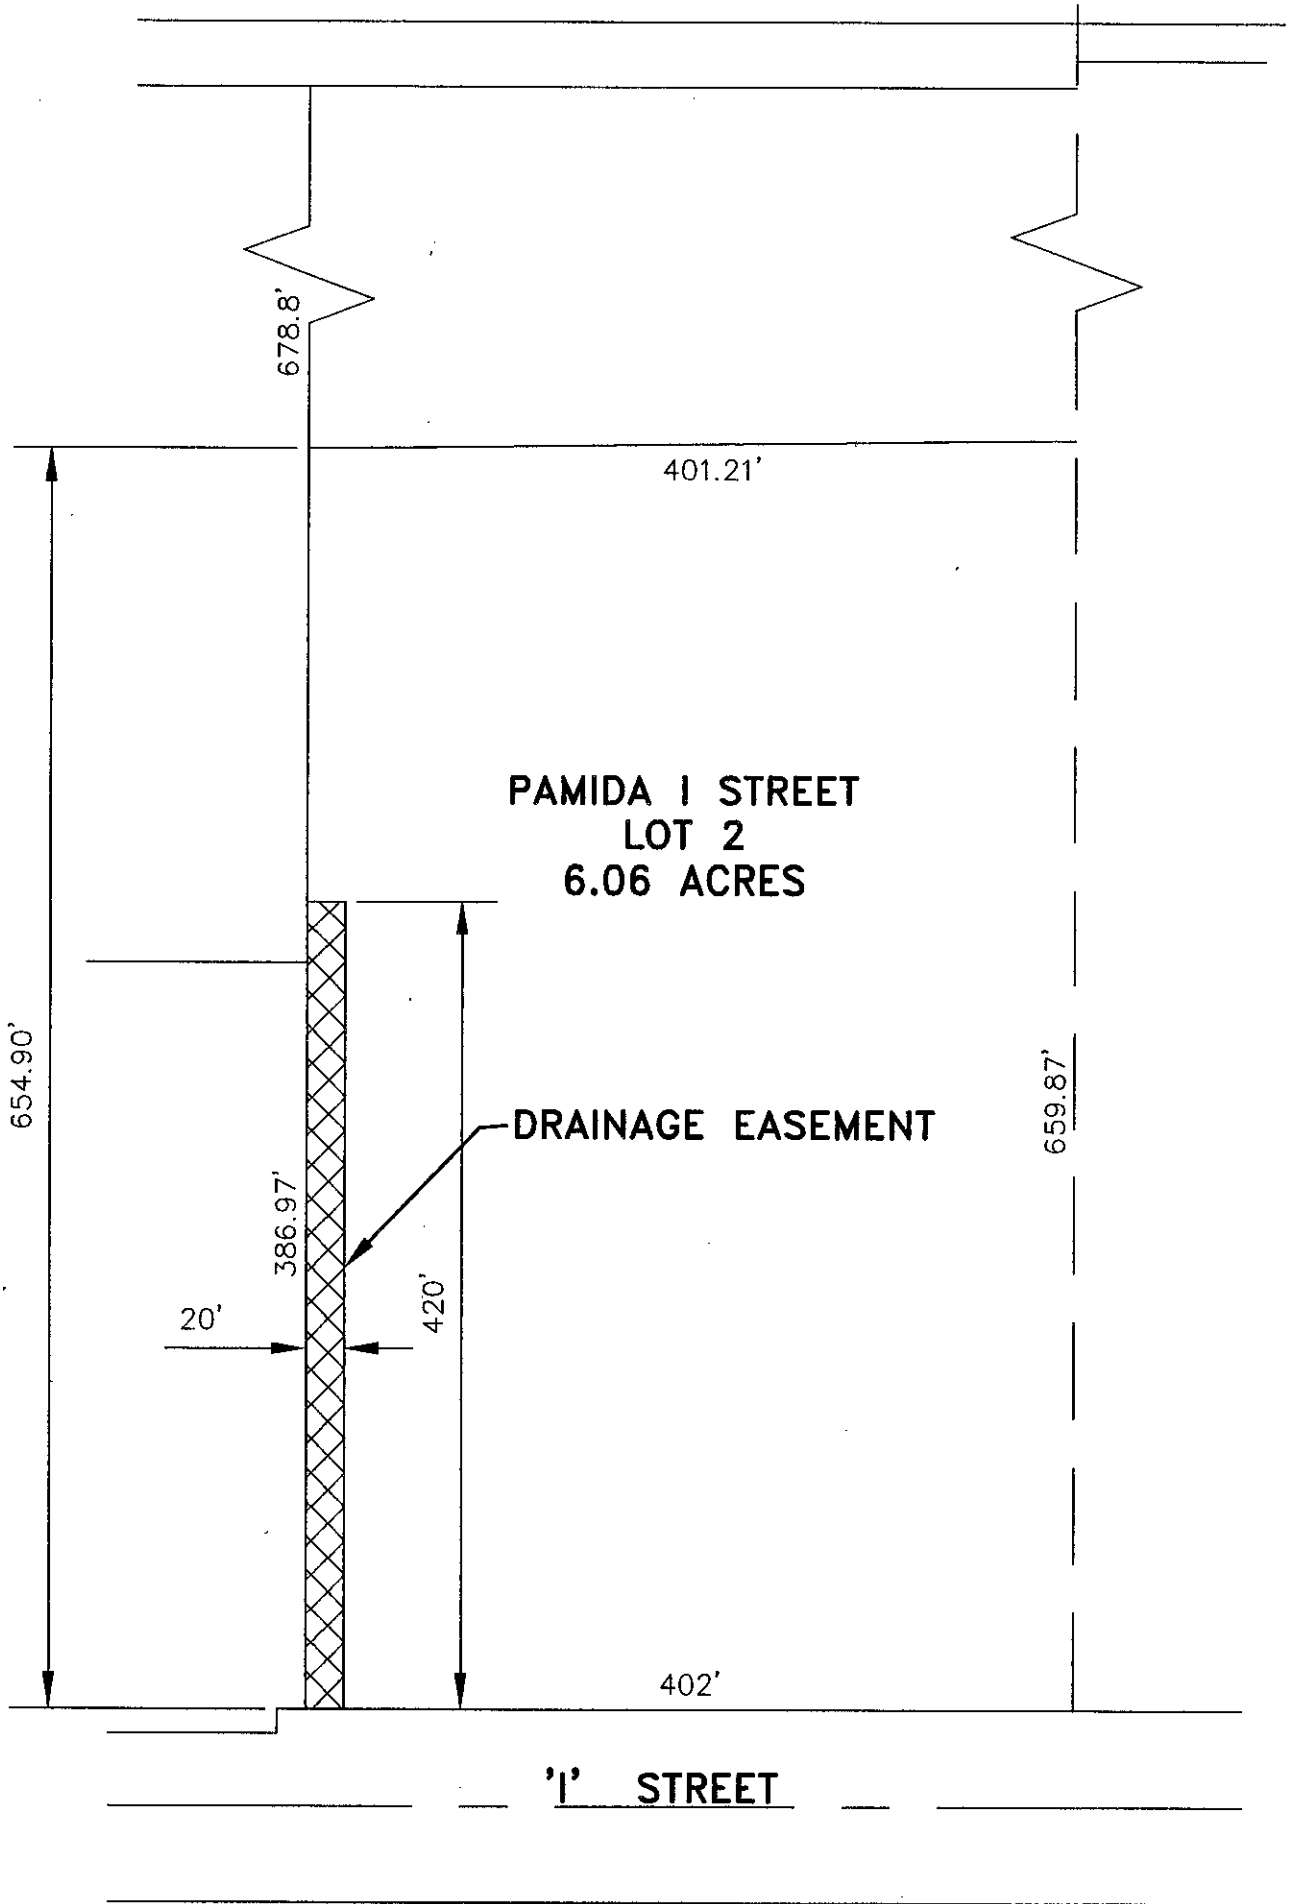 678.8'
401.21'
PAMIDA I STREET
LOT 2
6.06 ACRES
654.90'
659.87'
DRAINAGE EASEMENT
386.97'
420'
20'
402'
'I' STREET